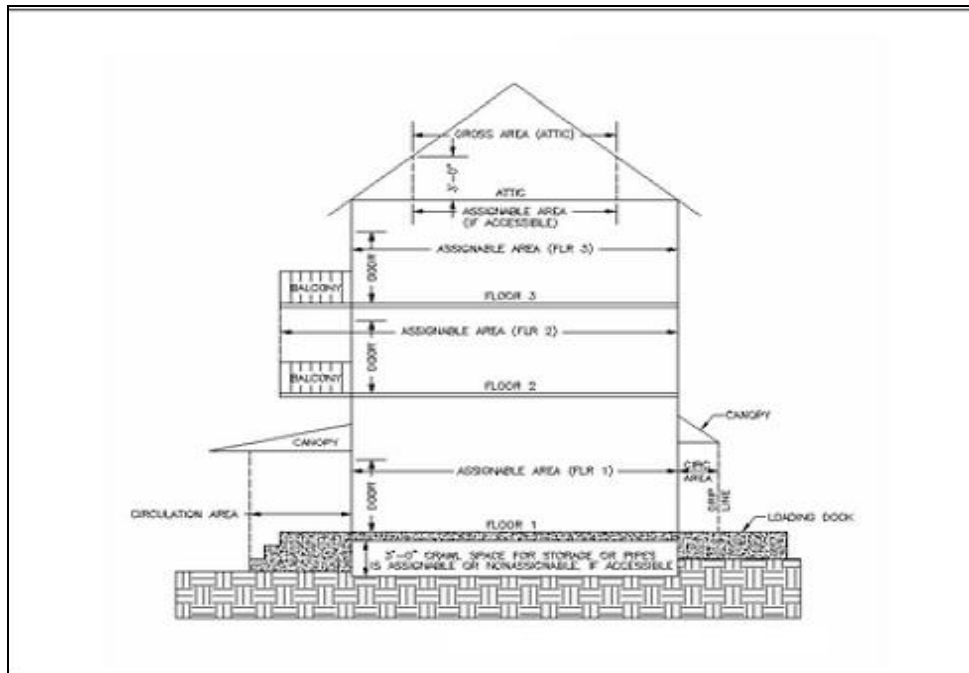 GROSS AREA (ATTIC)
3'-0"
ATTIC
ASSIGNABLE AREA
(IF ACCESSIBLE)
ASSIGNABLE AREA (FLR 3)
DOOR
BALCONY
FLOOR 3
ASSIGNABLE AREA (FLR 2)
DOOR
BALCONY
FLOOR 2
CANOPY
CANOPY
ASSIGNABLE AREA (FLR 1)
CIRC
AREA
DOOR
DRIP
LINE
CIRCULATION AREA
FLOOR 1
LOADING DOCK
3'-0" CRAWL SPACE FOR STORAGE OR PIPES
IS ASSIGNABLE OR NONASSIGNABLE, IF ACCESSIBLE